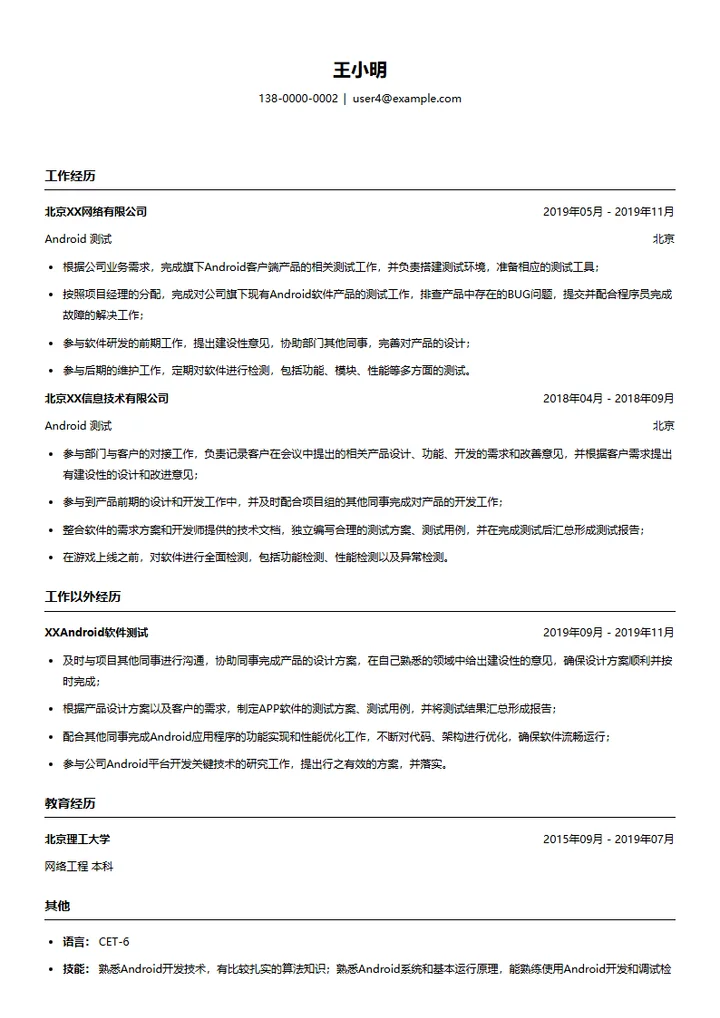 王小明
138-0000-0002 | user4@example.com
工作经历
北京XX网络有限公司 2019年05月 - 2019年11月
Android 测试 北京
• 根据公司业务需求，完成旗下Android客户端产品的相关测试工作，并负责搭建测试环境，准备相应的测试工具；
• 按照项目经理的分配，完成对公司旗下现有Android软件产品的测试工作，排查产品中存在的BUG问题，提交并配合程序员完成
故障的解决工作；
• 参与软件研发的前期工作，提出建设性意见，协助部门其他同事，完善对产品的设计；
• 参与后期的维护工作，定期对软件进行检测，包括功能、模块、性能等多方面的测试。
北京XX信息技术有限公司 2018年04月 - 2018年09月
Android 测试 北京
• 参与部门与客户的对接工作，负责记录客户在会议中提出的相关产品设计、功能、开发的需求和改善意见，并根据客户需求提出
有建设性的设计和改进意见；
• 参与到产品前期的设计和开发工作中，并及时配合项目组的其他同事完成对产品的开发工作；
• 整合软件的需求方案和开发师提供的技术文档，独立编写合理的测试方案、测试用例，并在完成测试后汇总形成测试报告；
• 在游戏上线之前，对软件进行全面检测，包括功能检测、性能检测以及异常检测。
工作以外经历
XXAndroid软件测试 2019年09月 - 2019年11月
• 及时与项目其他同事进行沟通，协助同事完成产品的设计方案，在自己熟悉的领域中给出建设性的意见，确保设计方案顺利并按
时完成；
• 根据产品设计方案以及客户的需求，制定APP软件的测试方案、测试用例，并将测试结果汇总形成报告；
• 配合其他同事完成Android应用程序的功能实现和性能优化工作，不断对代码、架构进行优化，确保软件流畅运行；
• 参与公司Android平台开发关键技术的研究工作，提出行之有效的方案，并落实。
教育经历
北京理工大学 2015年09月 - 2019年07月
网络工程 本科
其他
• 语言： CET-6
• 技能： 熟悉Android开发技术，有比较扎实的算法知识；熟悉Android系统和基本运行原理，能熟练使用Android开发和调试检